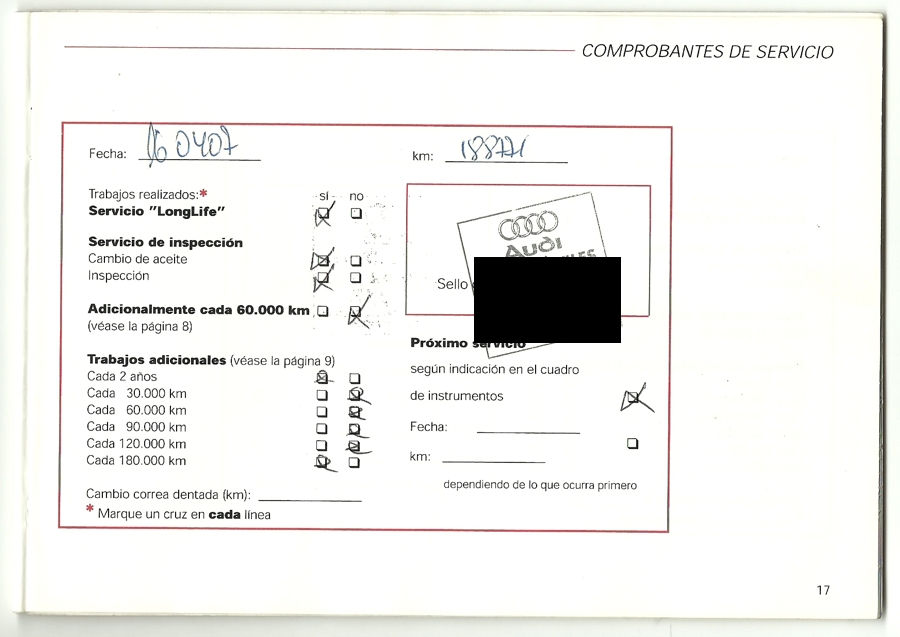 COMPROBANTES DE SERVICIO
Fecha: 160407
km: 188771
Trabajos realizados:*
sí no
Servicio "LongLife"
Servicio de inspección
Cambio de aceite
Inspección
Adicionalmente cada 60.000 km
(véase la página 8)
Trabajos adicionales (véase la página 9)
Cada 2 años
Cada 30.000 km
Cada 60.000 km
Cada 90.000 km
Cada 120.000 km
Cada 180.000 km
Cambio correa dentada (km):
* Marque un cruz en cada línea
Audi
Sello
Próximo servicio
según indicación en el cuadro
de instrumentos
Fecha:
km:
dependiendo de lo que ocurra primero
17